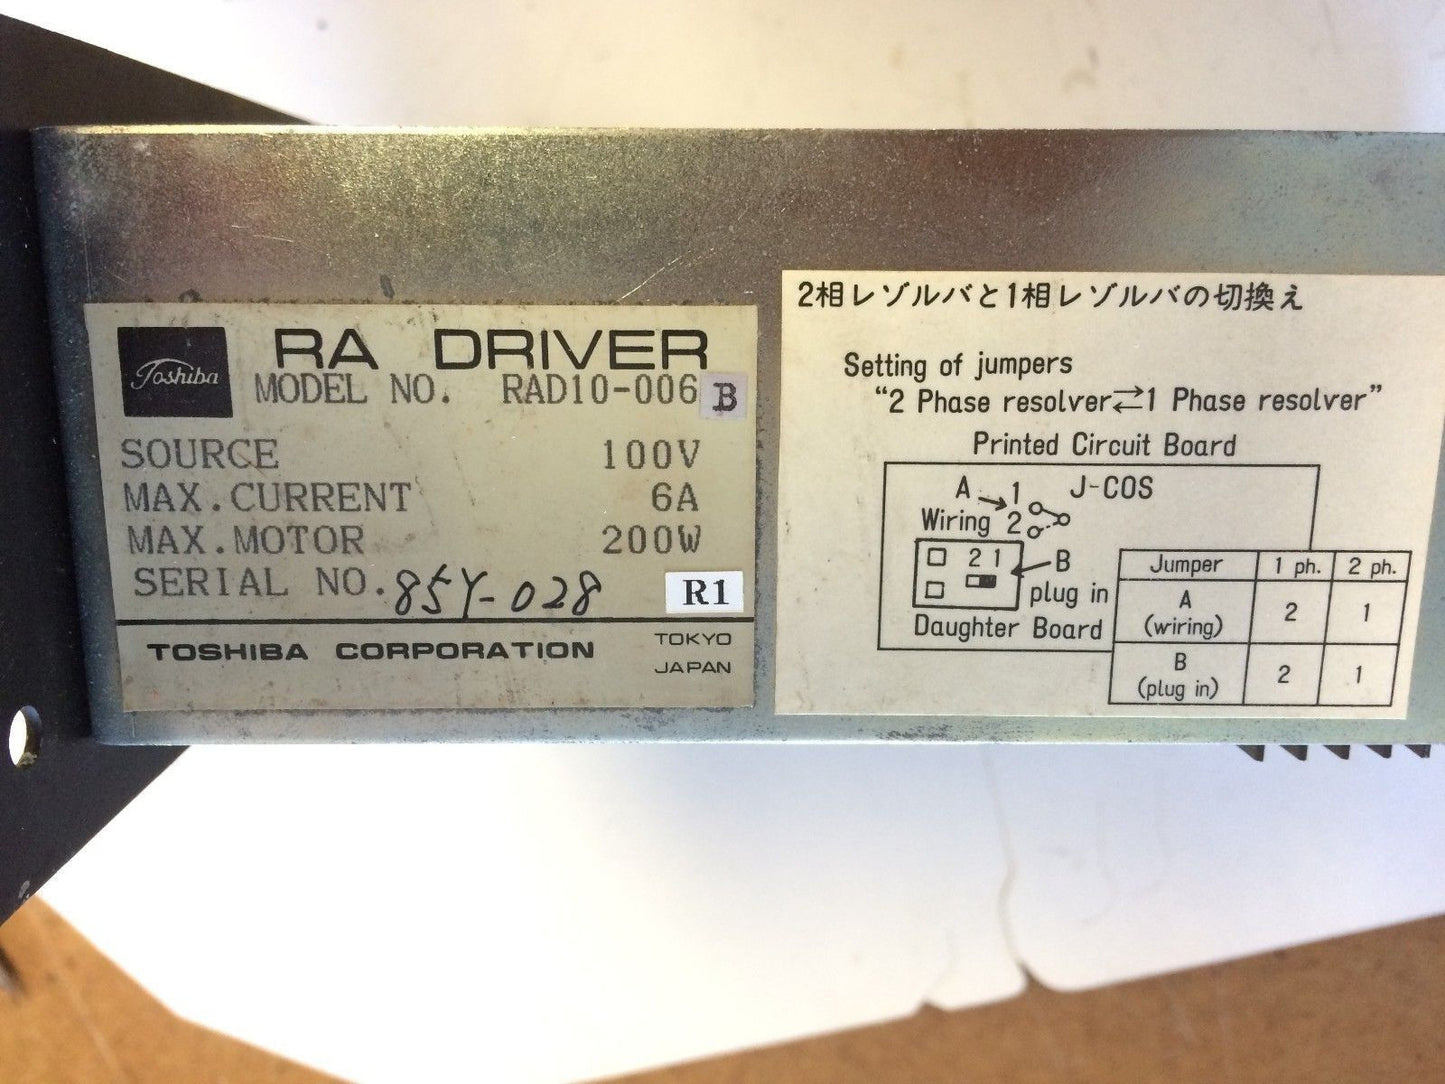 Toshiba
RA DRIVER
MODEL NO. RAD10-006 B
SOURCE 100V
MAX.CURRENT 6A
MAX.MOTOR 200W
SERIAL NO. 85Y-028 R1
TOSHIBA CORPORATION TOKYO
JAPAN
2相レゾルバと1相レゾルバの切換え
Setting of jumpers
“2 Phase resolver⇄1 Phase resolver”
Printed Circuit Board
A 1 J-COS
Wiring 2
2 1 B
plug in
Daughter Board
Jumper 1 ph. 2 ph.
A
(wiring) 2 1
B
(plug in) 2 1